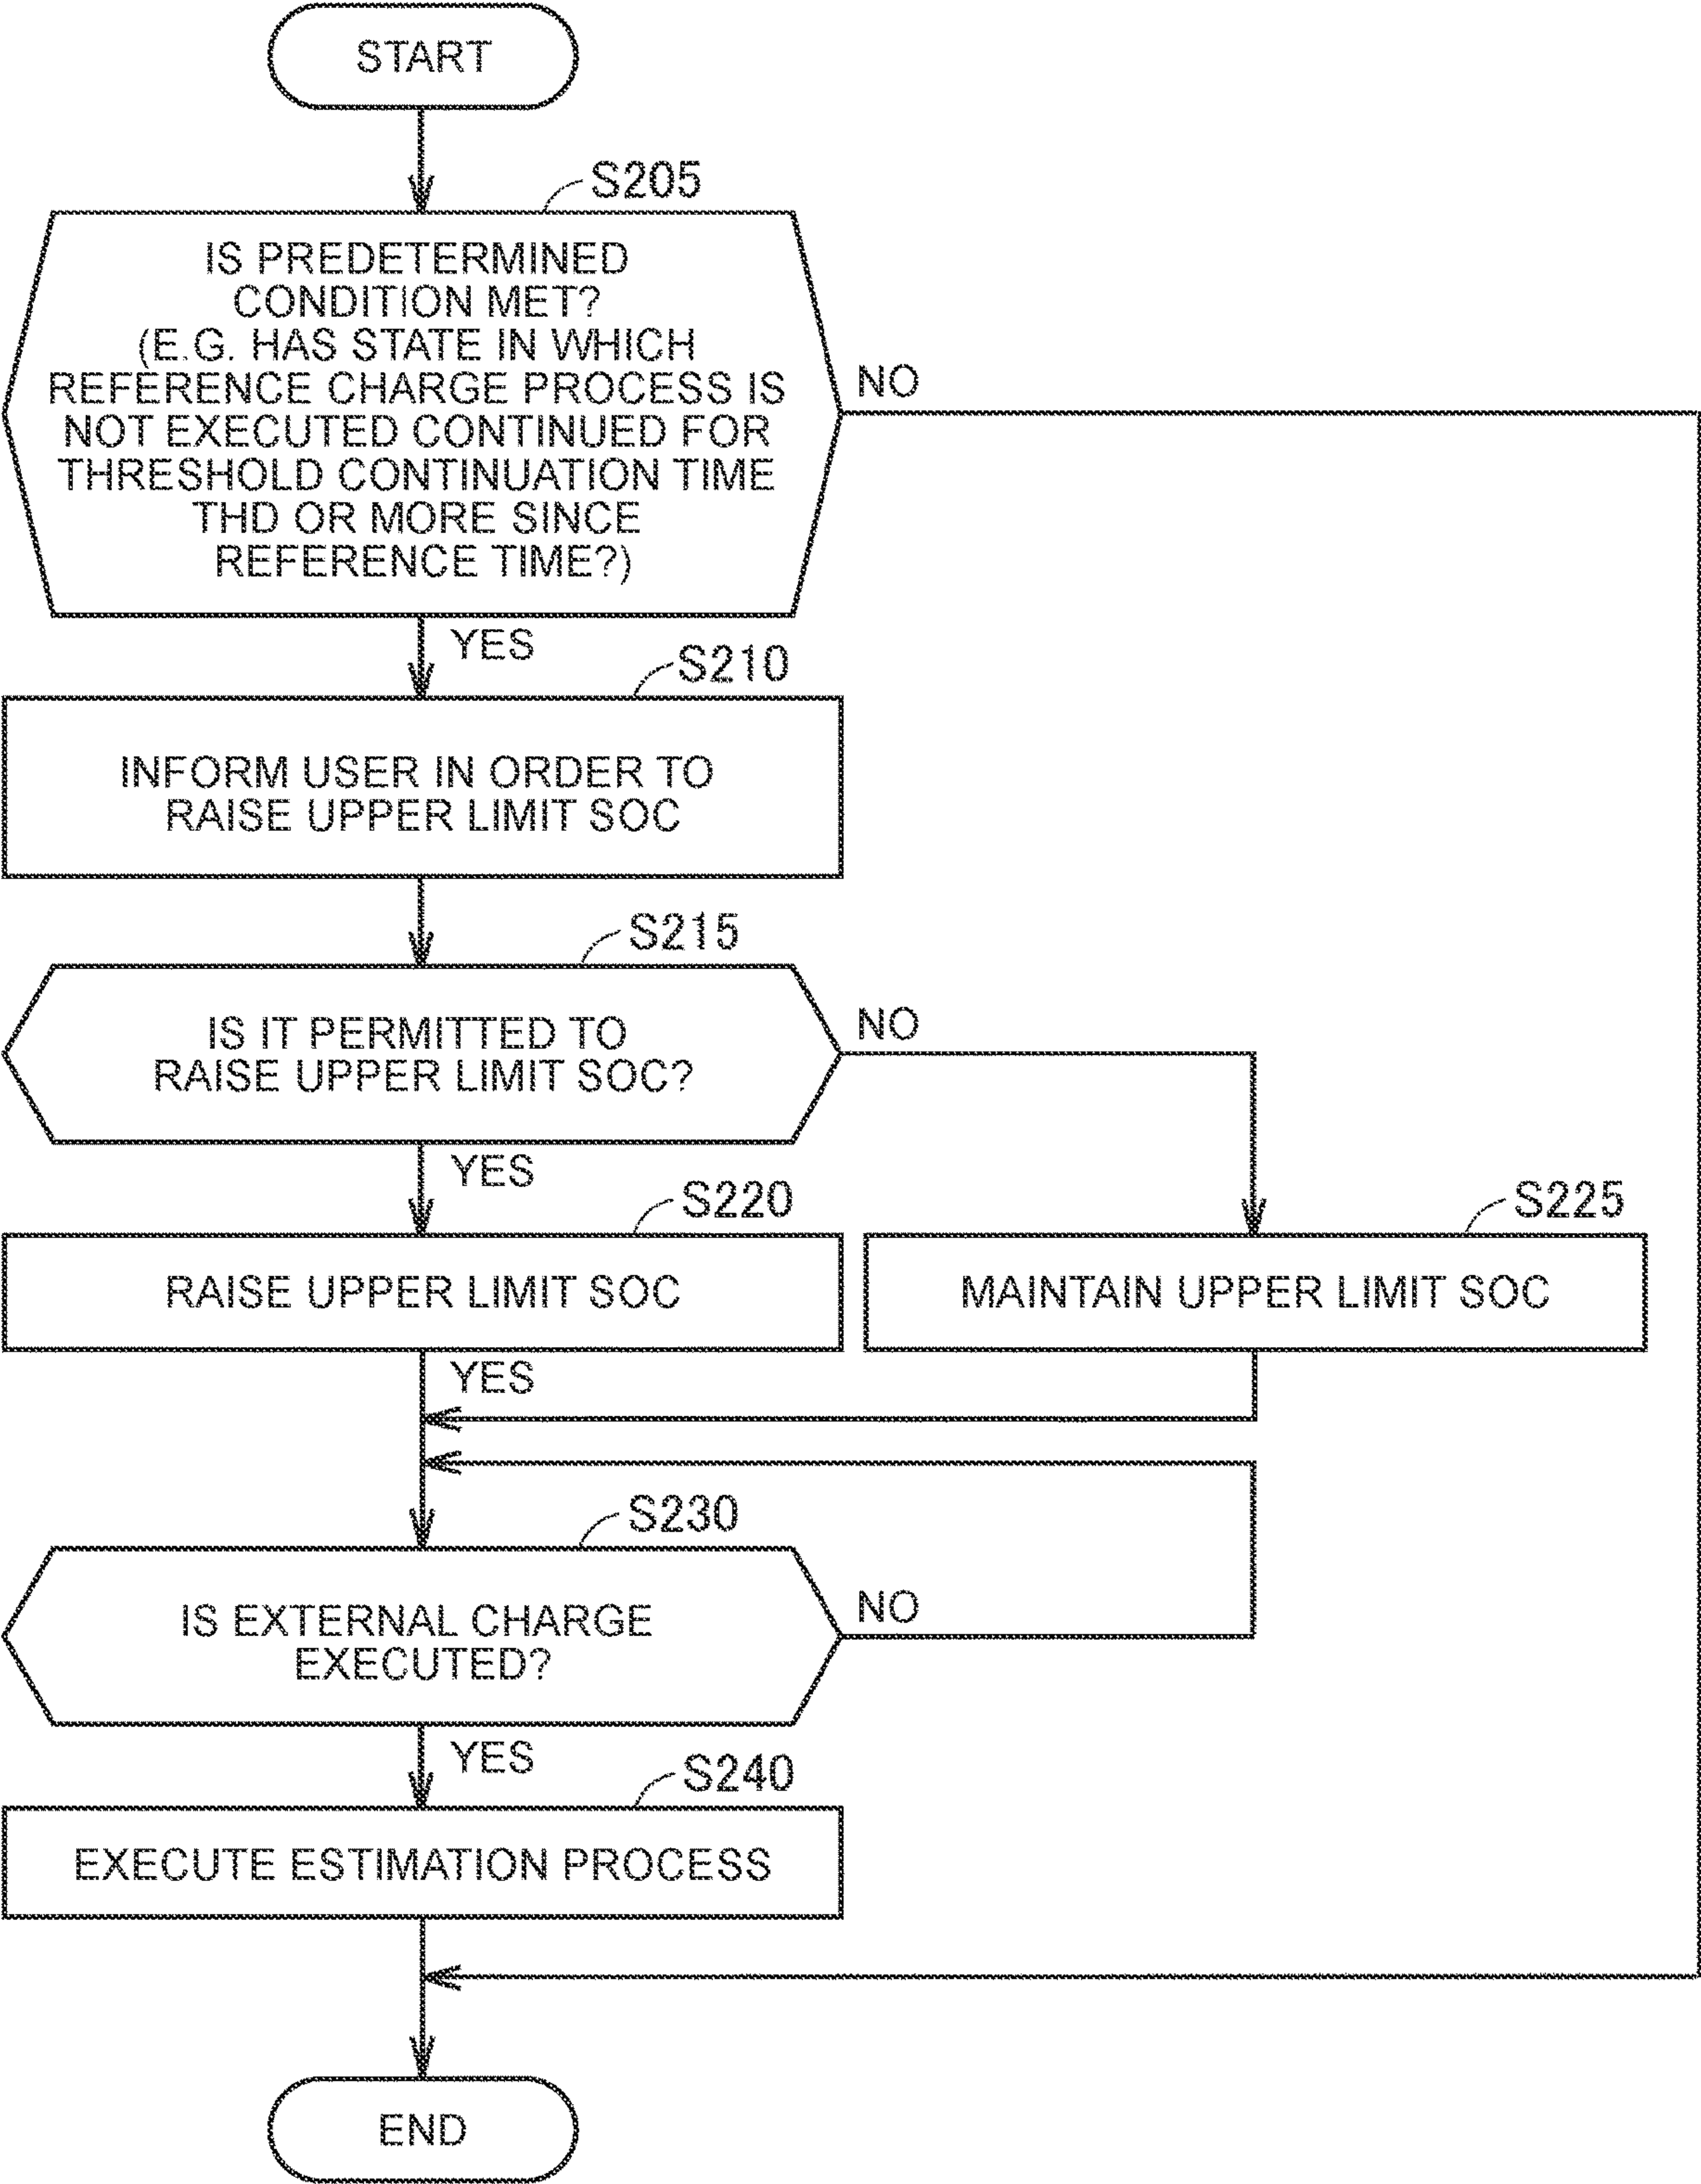 START
S205
IS PREDETERMINED
CONDITION MET?
(E.G. HAS STATE IN WHICH
REFERENCE CHARGE PROCESS IS
NOT EXECUTED CONTINUED FOR
THRESHOLD CONTINUATION TIME
THD OR MORE SINCE
REFERENCE TIME?)
NO
YES
S210
INFORM USER IN ORDER TO
RAISE UPPER LIMIT SOC
S215
IS IT PERMITTED TO
RAISE UPPER LIMIT SOC?
NO
YES
S220
RAISE UPPER LIMIT SOC
S225
MAINTAIN UPPER LIMIT SOC
YES
S230
IS EXTERNAL CHARGE
EXECUTED?
NO
YES
S240
EXECUTE ESTIMATION PROCESS
END